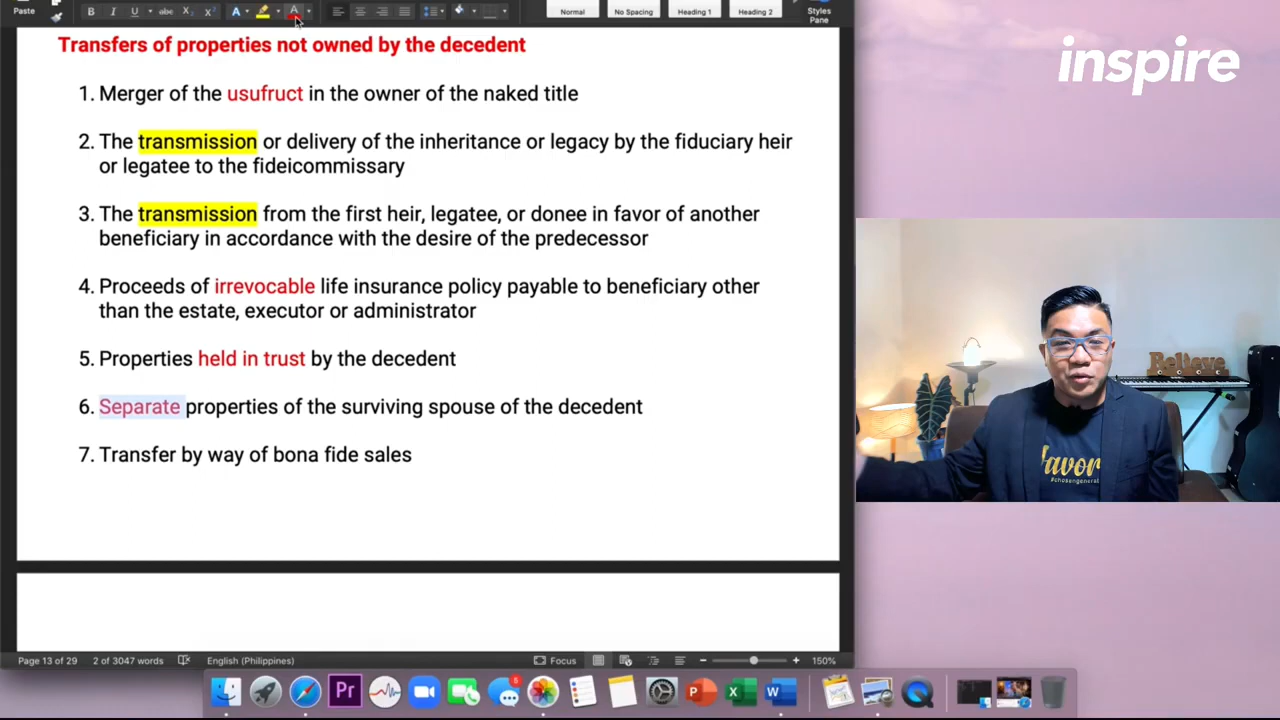 Paste
Normal
No Spacing
Heading 1
Heading 2
Styles
Pane
inspire
Transfers of properties not owned by the decedent
1. Merger of the usufruct in the owner of the naked title
2. The transmission or delivery of the inheritance or legacy by the fiduciary heir
or legatee to the fideicommissary
3. The transmission from the first heir, legatee, or donee in favor of another
beneficiary in accordance with the desire of the predecessor
4. Proceeds of irrevocable life insurance policy payable to beneficiary other
than the estate, executor or administrator
5. Properties held in trust by the decedent
6. Separate properties of the surviving spouse of the decedent
7. Transfer by way of bona fide sales
Believe
favor
#chosengeneral
Page 13 of 29
2 of 3047 words
English (Philippines)
Focus
150%
Pr
5
P
X
W